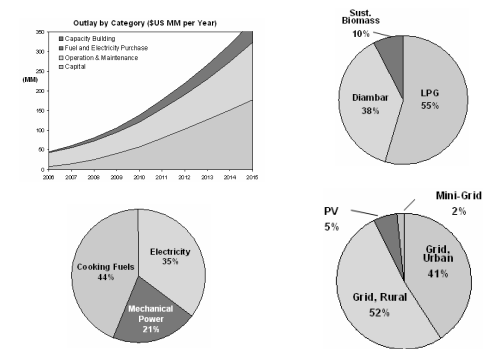 Outlay by Category ($US MM per Year)
350
300
250
(MM)
200
150
100
50
0
2006 2007 2008 2009 2010 2011 2012 2013 2014 2015
Capacity Building
Fuel and Electricity Purchase
Operation & Maintenance
Capital
Sust.
Biomass
10%
Diambar
38%
LPG
55%
Cooking Fuels
44%
Electricity
35%
Mechanical
Power
21%
Mini-Grid
2%
PV
5%
Grid,
Urban
41%
Grid, Rural
52%